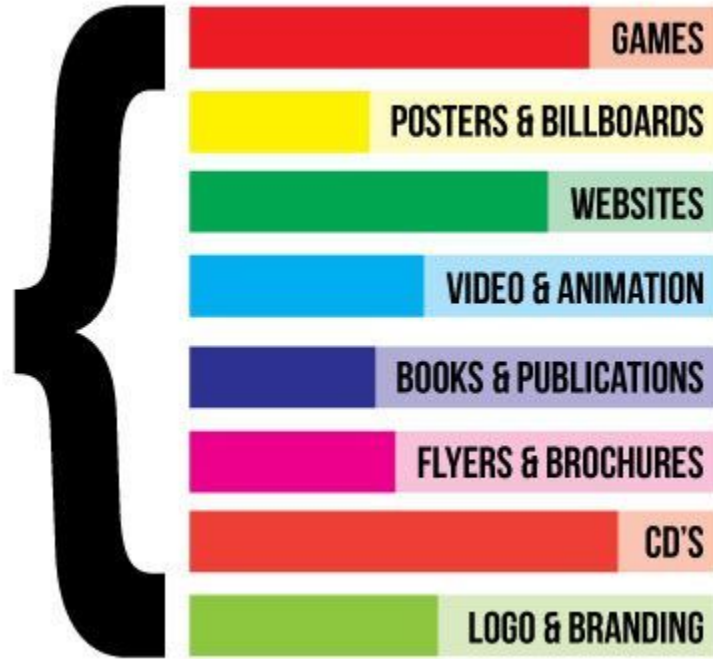 GAMES
POSTERS & BILLBOARDS
WEBSITES
VIDEO & ANIMATION
BOOKS & PUBLICATIONS
FLYERS & BROCHURES
CD'S
LOGO & BRANDING